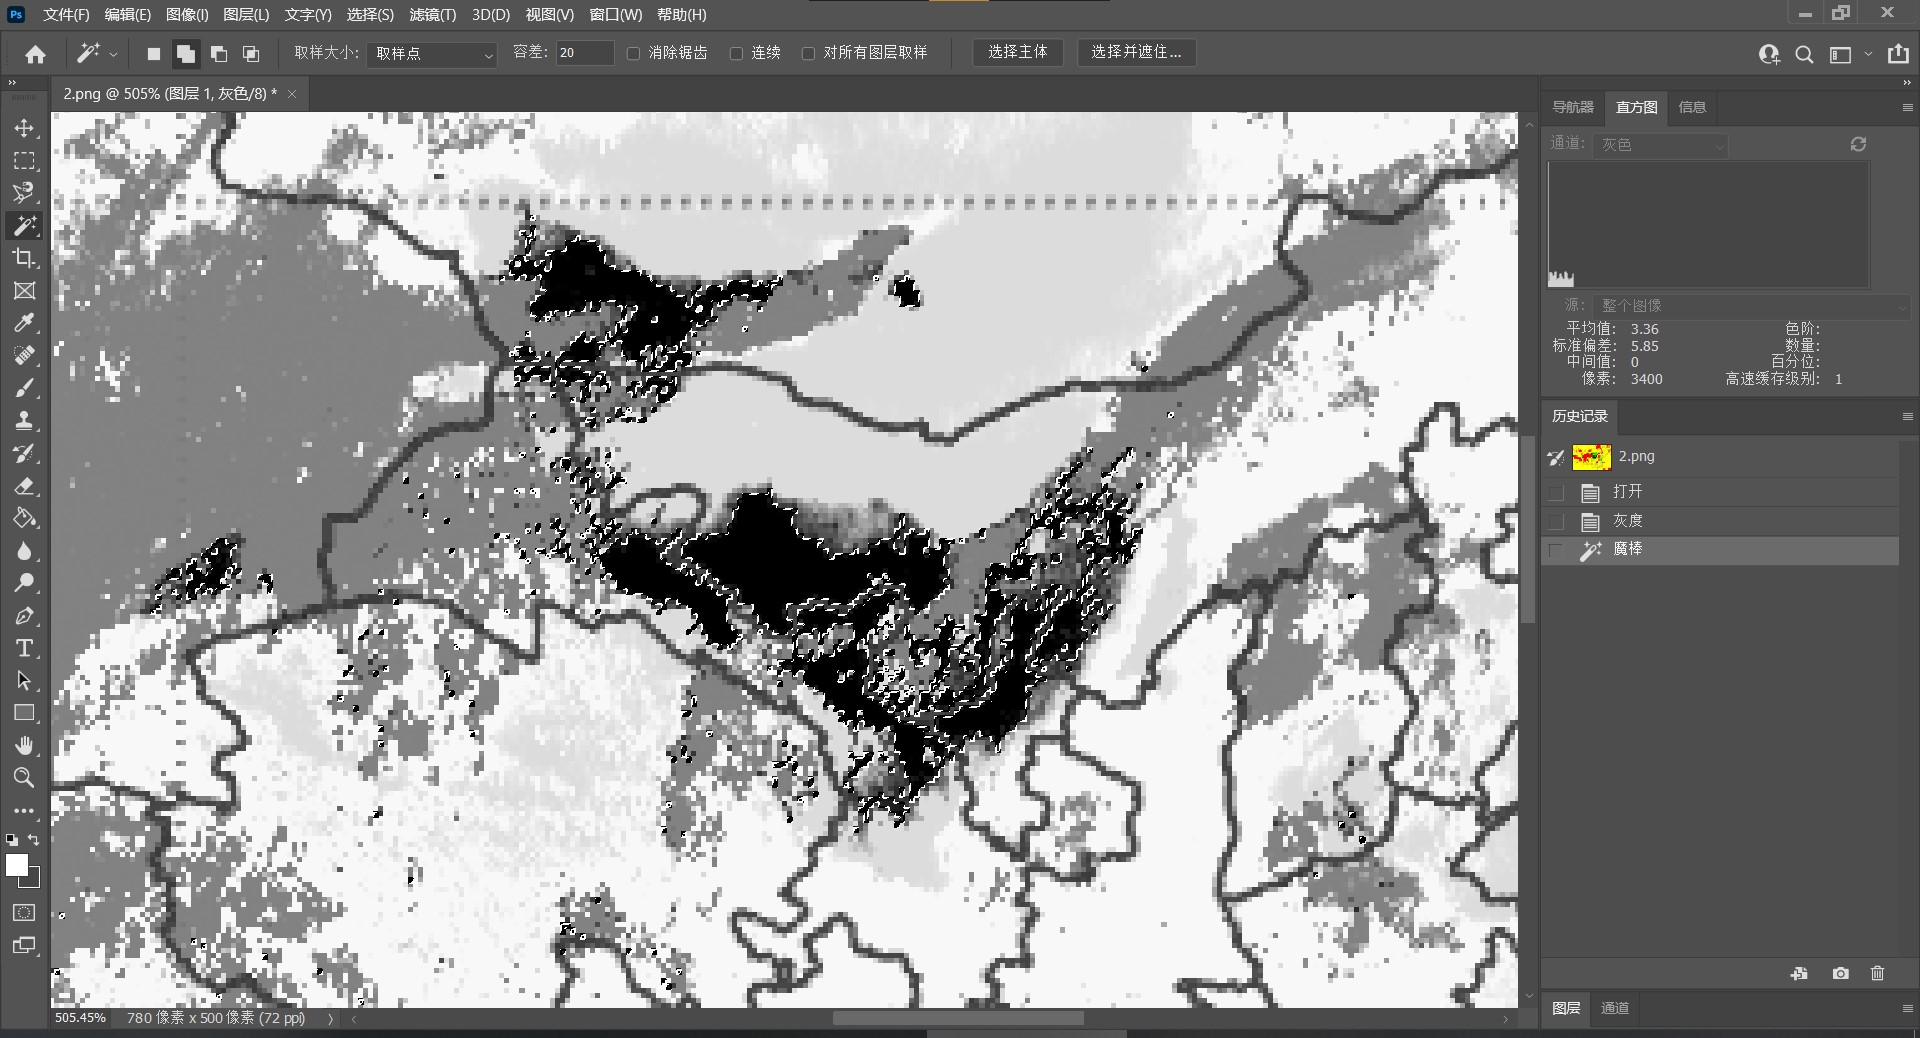 Ps 文件(F) 编辑(E) 图像(I) 图层(L) 文字(Y) 选择(S) 滤镜(T) 3D(D) 视图(V) 窗口(W) 帮助(H)
取样大小: 取样点 容差: 20 消除锯齿 连续 对所有图层取样 选择主体 选择并遮住...
2.png @ 505% (图层 1, 灰色/8) * ×
导航器 直方图 信息
通道: 灰色
源: 整个图像
平均值: 3.36 色阶:
标准偏差: 5.85 数量:
中间值: 0 百分位:
像素: 3400 高速缓存级别: 1
历史记录
2.png
打开
灰度
魔棒
图层 通道
505.45% 780 像素 x 500 像素 (72 ppi)